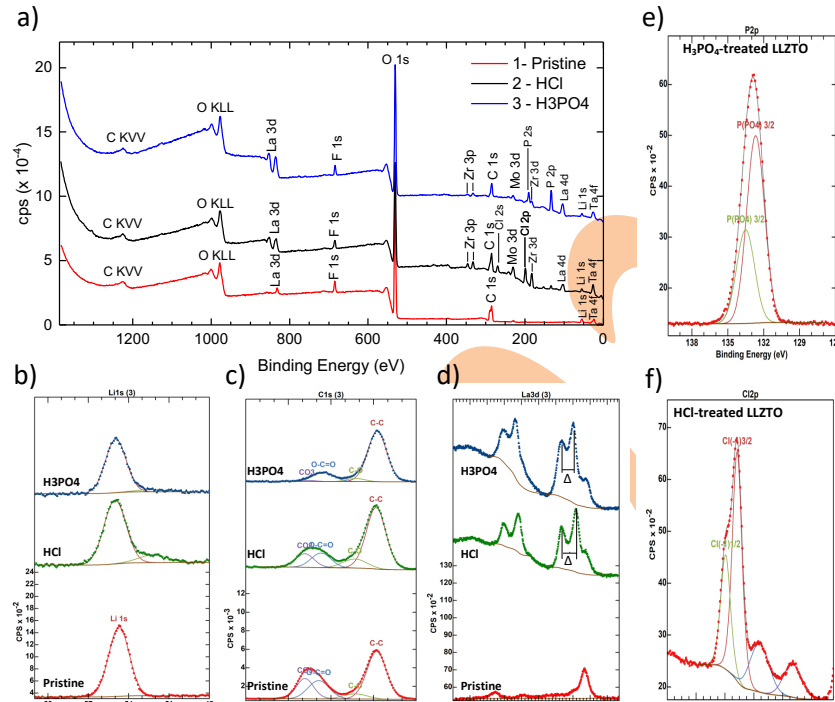 a)
O 1s
1- Pristine
2 - HCl
3 - H3PO4
20
15
10
5
0
cps (x 10-4)
C KVV
O KLL
La 3d
F 1s
Zr 3p
C 1s
Mo 3d
P 2s
Zr 3d
P 2p
La 4d
Li 1s
Ta 4f
C KVV
O KLL
La 3d
F 1s
Zr 3p
C 1s
Cl 2s
Mo 3d
Cl 2p
Zr 3d
La 4d
Li 1s
Ta 4f
C KVV
O KLL
La 3d
F 1s
C 1s
Li 1s
Ta 4f
1200 1000 800 600 400 200 0
Binding Energy (eV)
e)
P2p
H₃PO₄-treated LLZTO
P(PO4) 3/2
P(PO4) 3/2
60
50
40
30
20
10
CPS x 10-2
138 135 132 129
Binding Energy (eV)
b)
Li1s (3)
H3PO4
HCl
24
22
20
18
16
14
12
10
8
6
4
CPS x 10-2
Li 1s
Pristine
c)
C1s (3)
C-C
O-C=O
CO3
H3PO4
C-C
O-C=O
HCl
12
10
8
6
4
2
CPS x 10-3
C-C
Pristine
d)
La3d (3)
H3PO4
Δ
HCl
Δ
130
120
110
100
90
80
70
60
CPS x 10-2
Pristine
f)
Cl2p
HCl-treated LLZTO
Cl(-1)3/2
Cl(-1)1/2
70
60
50
40
30
20
CPS x 10-2